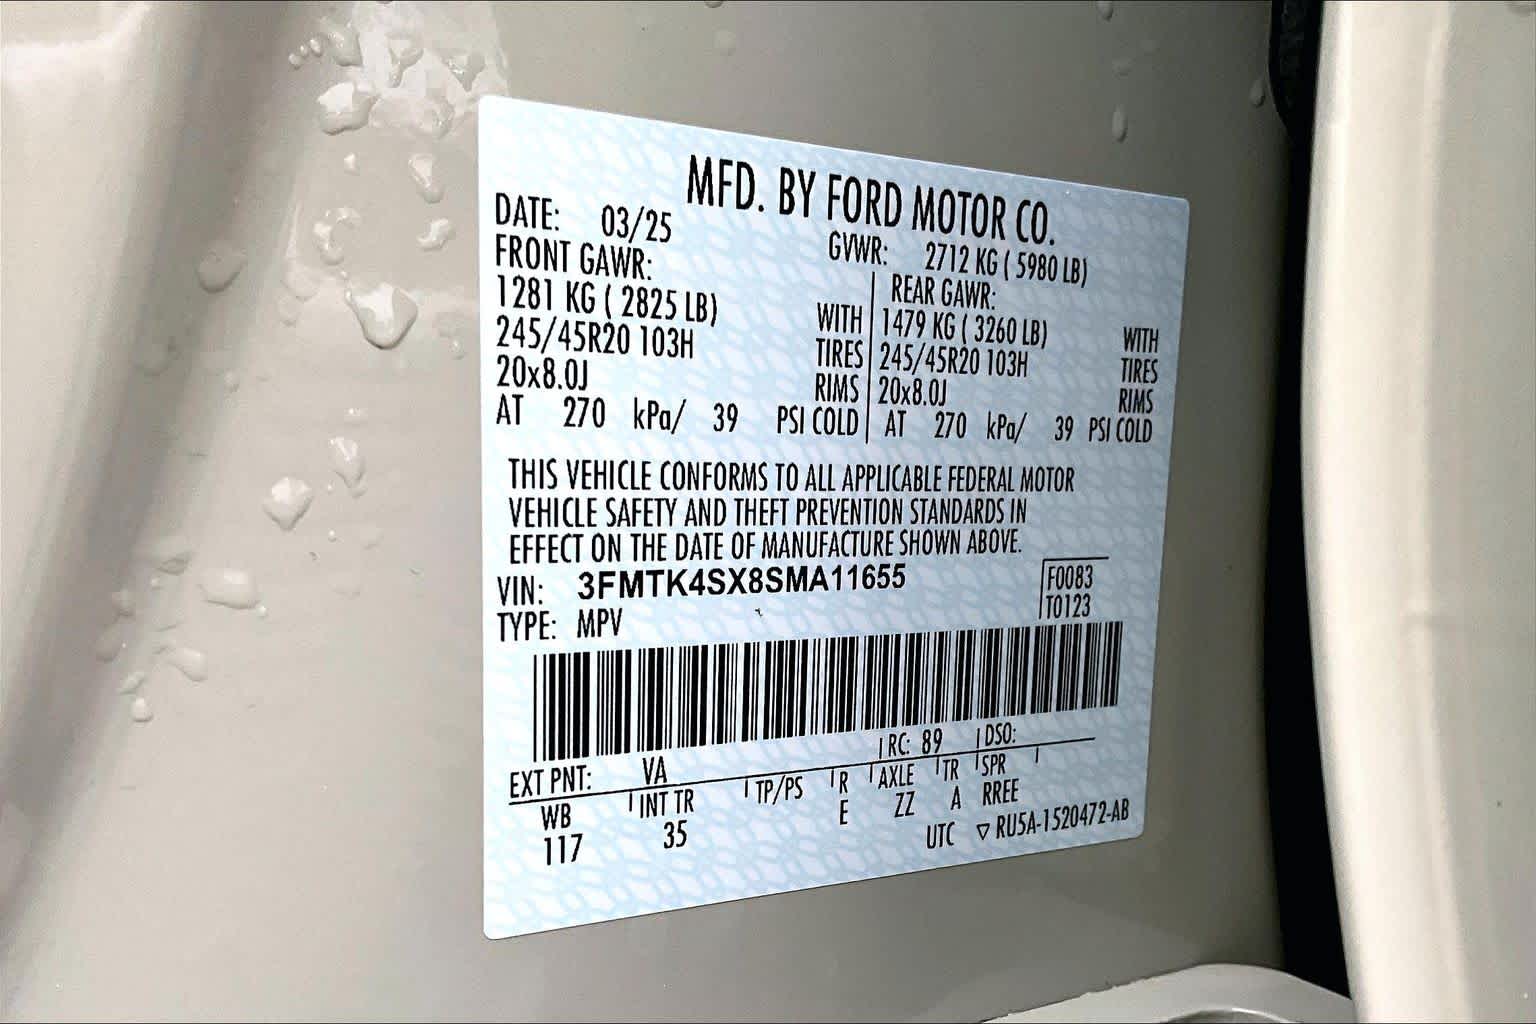 MFD. BY FORD MOTOR CO.
DATE: 03/25 GVWR: 2712 KG ( 5980 LB)
FRONT GAWR: REAR GAWR:
1281 KG ( 2825 LB) WITH 1479 KG ( 3260 LB) WITH
245/45R20 103H TIRES 245/45R20 103H TIRES
20x8.0J RIMS 20x8.0J RIMS
AT 270 kPa/ 39 PSI COLD AT 270 kPa/ 39 PSI COLD
THIS VEHICLE CONFORMS TO ALL APPLICABLE FEDERAL MOTOR
VEHICLE SAFETY AND THEFT PREVENTION STANDARDS IN
EFFECT ON THE DATE OF MANUFACTURE SHOWN ABOVE.
VIN: 3FMTK4SX8SMA11655 F0083
TYPE: MPV T0123
EXT PNT: VA RC: 89 DSO:
WB INT TR TP/PS R AXLE TR SPR
117 35 E ZZ A RREE
UTC ▽ RU5A-1520472-AB